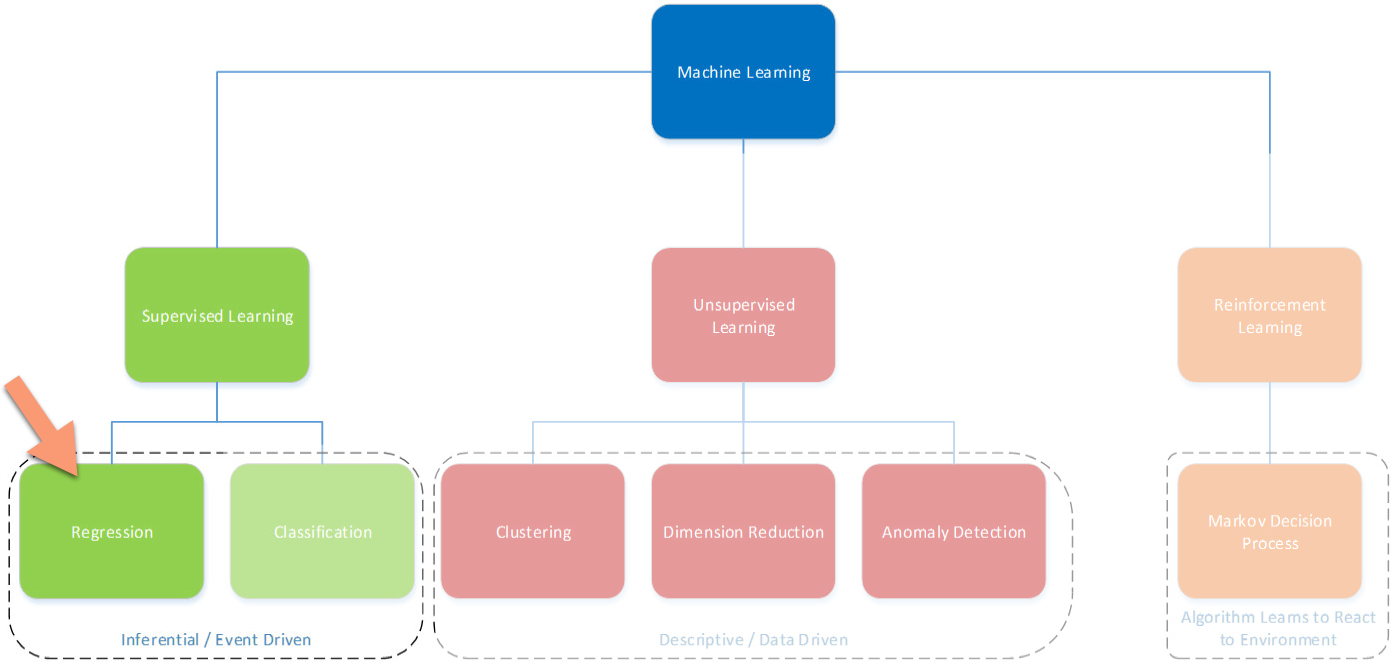 Machine Learning
Supervised Learning
Unsupervised
Learning
Reinforcement
Learning
Regression
Classification
Clustering
Dimension Reduction
Anomaly Detection
Markov Decision
Process
Inferential / Event Driven
Descriptive / Data Driven
Algorithm Learns to React
to Environment